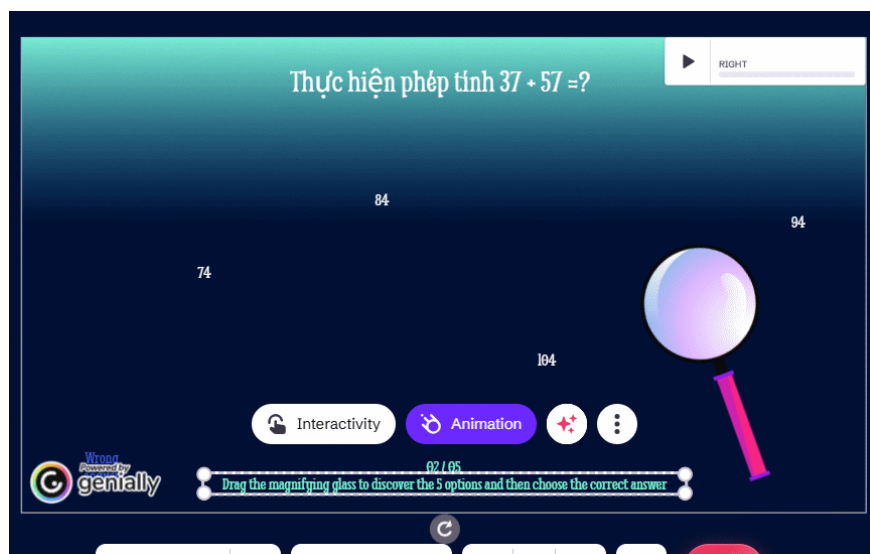 Thực hiện phép tính 37 + 57 =?
RIGHT
84
94
74
104
Interactivity
Animation
Wrong
Powered by
genially
02 / 05
Drag the magnifying glass to discover the 5 options and then choose the correct answer